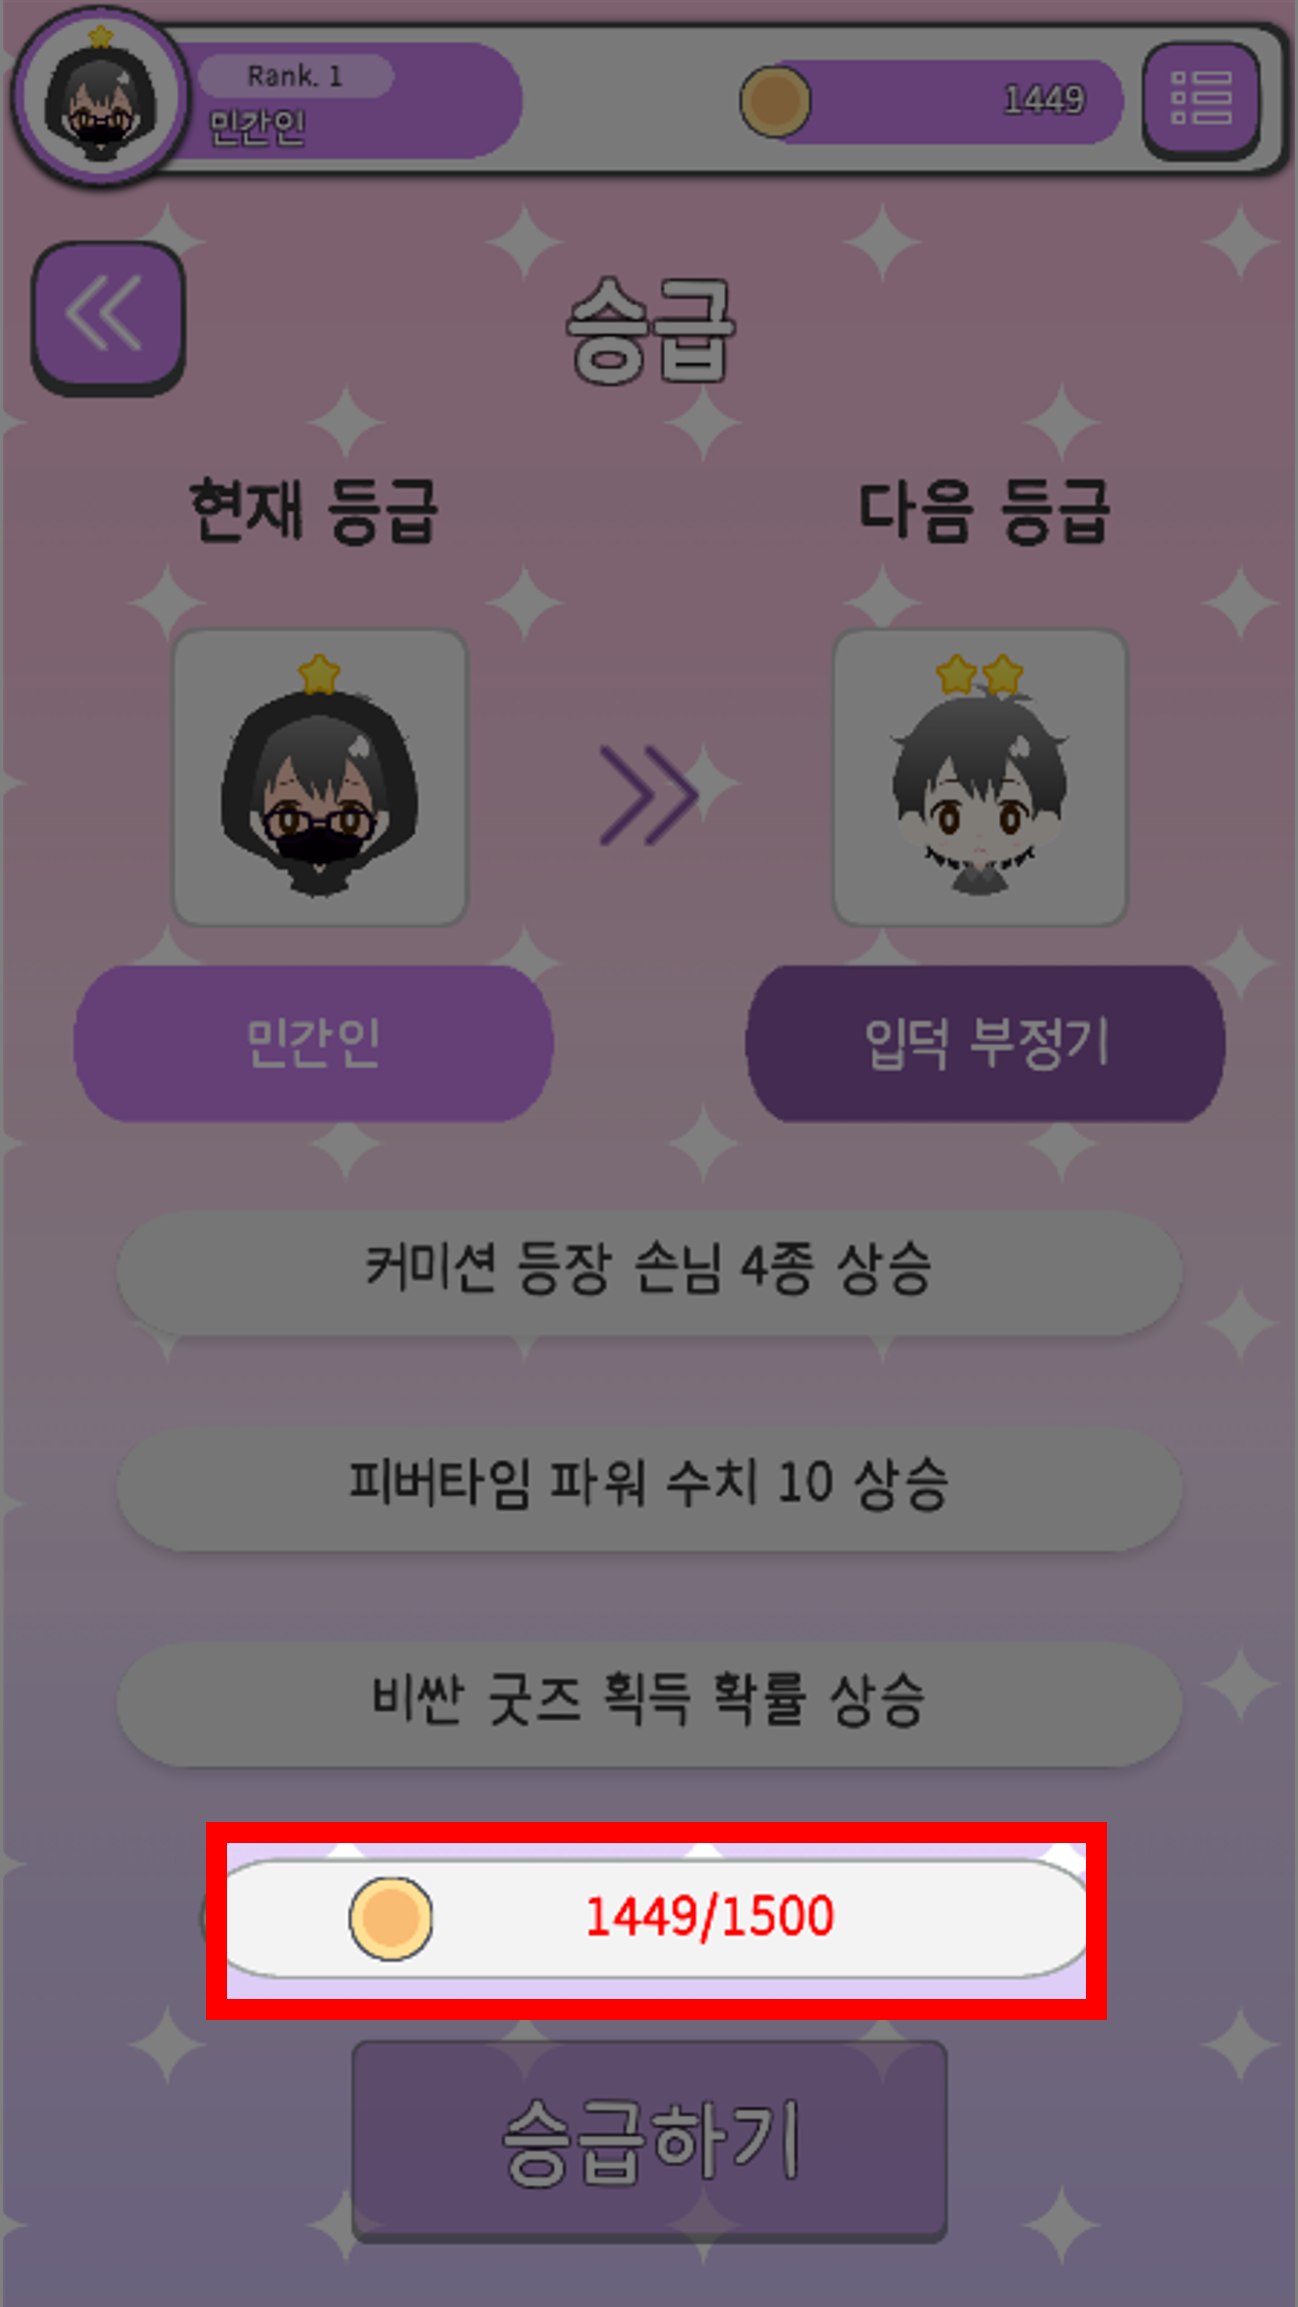 Rank. 1
민간인
1449
승급
현재 등급
다음 등급
민간인
입덕 부정기
커미션 등장 손님 4종 상승
피버타임 파워 수치 10 상승
비싼 굿즈 획득 확률 상승
1449/1500
승급하기